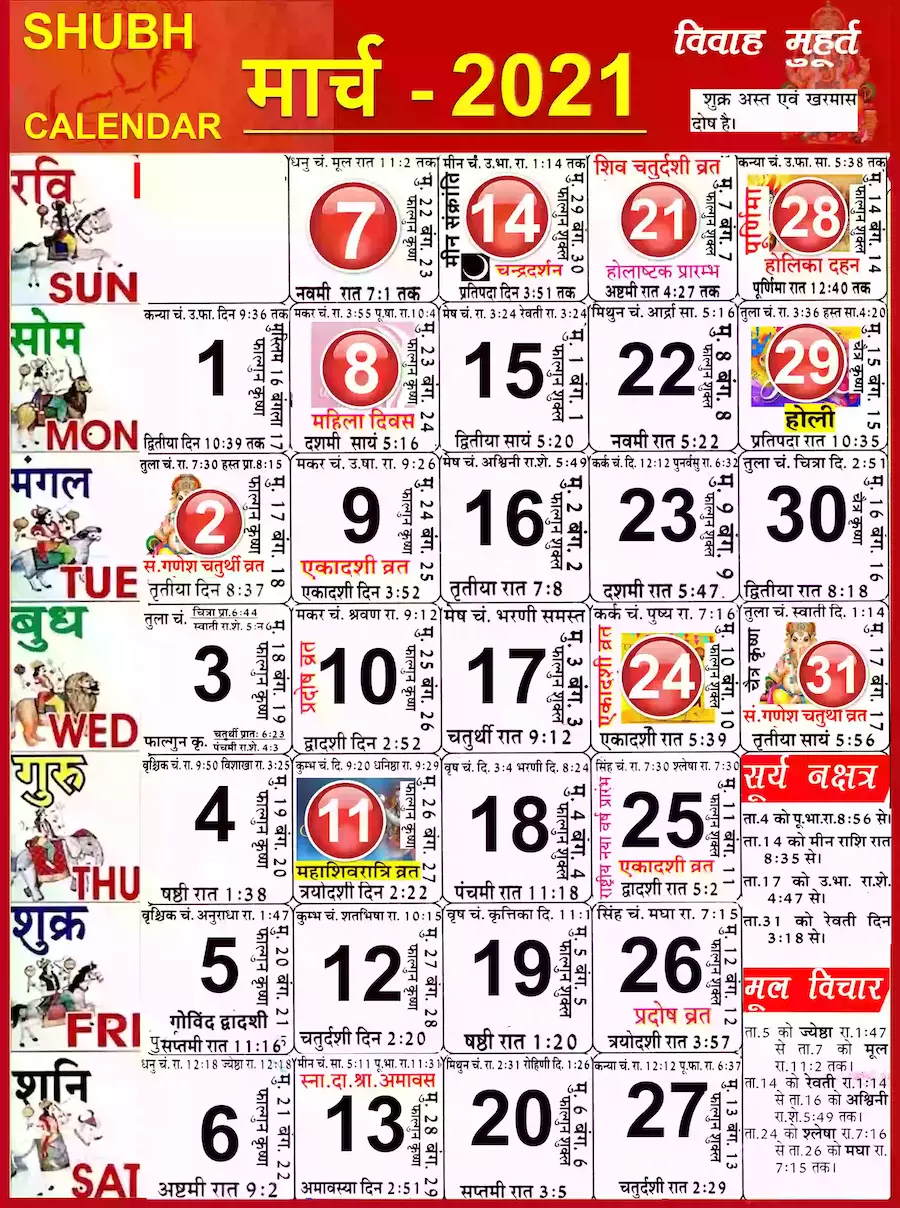 SHUBH
CALENDAR
मार्च - 2021
विवाह मुहूर्त
शुक्र अस्त एवं खरमास
दोष है।
रवि
SUN
धनु चं. मूल रात 11:2 तक
7
मु. 22 बंग. 23
फाल्गुन कृष्ण
नवमी रात 7:1 तक
मीन चं. उ.भा. रा. 1:14 तक
मीन संक्रांति
14
मु. 29 बंग. 30
फाल्गुन शुक्ल
चन्द्रदर्शन
प्रतिपदा दिन 3:51 तक
शिव चतुर्दशी व्रत
21
मु. 7 बंग. 7
फाल्गुन शुक्ल
होलाष्टक प्रारम्भ
अष्टमी रात 4:27 तक
कन्या चं. उ.फा. सा. 5:38 तक
पूर्णिमा
28
मु. 14 बंग. 14
फाल्गुन शुक्ल
होलिका दहन
पूर्णिमा रात 12:40 तक
सोम
MON
कन्या चं. उ.फा. दिन 9:36 तक
1
मुस्लिम 16 बंगला 17
फाल्गुन कृष्ण
द्वितीया दिन 10:39 तक
मकर चं. रा. 3:55 पू.षा. रा. 10:4
8
मु. 23 बंग. 24
फाल्गुन कृष्ण
महिला दिवस
दशमी सायं 5:16
मेष चं. रा. 3:24 रेवती रा. 3:24
15
मु. 1 बंग. 1
फाल्गुन शुक्ल
द्वितीया सायं 5:20
मिथुन चं. आर्द्रा सा. 5:16
22
मु. 8 बंग. 8
फाल्गुन शुक्ल
नवमी रात 5:22
तुला चं. रा. 3:36 हस्त सा. 4:20
29
मु. 15 बंग. 15
चैत्र कृष्ण
होली
प्रतिपदा रात 10:35
मंगल
TUE
तुला चं. रा. 7:30 हस्त प्रा. 8:15
2
मु. 17 बंग. 18
फाल्गुन कृष्ण
सं.गणेश चतुर्थी व्रत
तृतीया दिन 8:37
मकर चं. उ.षा. रा. 9:26
9
मु. 24 बंग. 25
फाल्गुन कृष्ण
एकादशी व्रत
एकादशी दिन 3:52
मेष चं. अश्विनी रा.शे. 5:49
16
मु. 2 बंग. 2
फाल्गुन शुक्ल
तृतीया रात 7:8
कर्क चं. दि. 12:12 पुनर्वसु रा. 6:32
23
मु. 9 बंग. 9
फाल्गुन शुक्ल
दशमी रात 5:47.
तुला चं. चित्रा दि. 2:51
30
मु. 16 बंग. 16
चैत्र कृष्ण
द्वितीया रात 8:18
बुध
WED
तुला चं. चित्रा प्रा. 6:44
स्वाती रा.शे.
3
मु. 18 बंग. 19
फाल्गुन कृष्ण
फाल्गुन कृ. चतुर्थी प्रात: 6:23
पंचमी रा.शे. 4:3
मकर चं. श्रवण रा. 9:12
प्रदोष व्रत
10
मु. 25 बंग. 26
फाल्गुन कृष्ण
द्वादशी दिन 2:52
मेष चं. भरणी समस्त
17
मु. 3 बंग. 3
फाल्गुन शुक्ल
चतुर्थी रात 9:12
कर्क चं. पुष्य रा. 7:16
एकादशी व्रत
24
मु. 10 बंग. 10
फाल्गुन शुक्ल
एकादशी रात 5:39
तुला चं. स्वाती दि. 1:14
चैत्र कृष्ण
31
मु. 17 बंग. 17
सं.गणेश चतुथा व्रत
तृतीया सायं 5:56
गुरु
THU
वृश्चिक चं. रा. 9:50 विशाखा रा. 3:25
4
मु. 19 बंग. 20
फाल्गुन कृष्ण
षष्ठी रात 1:38
कुम्भ चं. दि. 9:20 धनिष्ठा रा. 9:29
11
मु. 26 बंग. 27
फाल्गुन कृष्ण
महाशिवरात्रि व्रत
त्रयोदशी दिन 2:22
वृष चं. दि. 3:4 भरणी दि. 8:24
18
मु. 4 बंग. 4
फाल्गुन शुक्ल
पंचमी रात 11:18
सिंह चं. रा. 7:30 श्लेषा रा. 7:30
राष्ट्रीय नया वर्ष प्रारंभ
25
मु. 11 बंग. 11
फाल्गुन शुक्ल
एकादशी व्रत
द्वादशी रात 5:2
सूर्य नक्षत्र
ता.4 को पू.भा.रा.8:56 से।
ता.14 को मीन राशि रात
8:35 से।
ता.17 को उ.भा. रा.शे.
4:47 से।
ता.31 को रेवती दिन
3:18 से।
शुक्र
FRI
वृश्चिक चं. अनुराधा रा. 1:47
5
मु. 20 बंग. 21
फाल्गुन कृष्ण
गोविंद द्वादशी
सप्तमी रात 11:16
कुम्भ चं. शतभिषा रा. 10:15
12
मु. 27 बंग. 28
फाल्गुन कृष्ण
चतुर्दशी दिन 2:20
वृष चं. कृत्तिका दि. 11:1
19
मु. 5 बंग. 5
फाल्गुन शुक्ल
षष्ठी रात 1:20
सिंह चं. मघा रा. 7:15
26
मु. 12 बंग. 12
फाल्गुन शुक्ल
प्रदोष व्रत
त्रयोदशी रात 3:57
मूल विचार
ता.5 को ज्येष्ठा रा.1:47
से ता.7 को मूल
रा.11:2 तक।
ता.14 को रेवती रा.1:14
से ता.16 को अश्विनी
रा.शे.5:49 तक।
ता.24 को श्लेषा रा.7:16
से ता.26 को मघा रा.
7:15 तक।
शनि
SAT
धनु चं. रा. 12:18 ज्येष्ठा रा. 12:18
6
मु. 21 बंग. 22
फाल्गुन कृष्ण
अष्टमी रात 9:2
मीन चं. सा. 5:11 पू.भा. रा. 11:31
स्ना.दा.श्रा.अमावस
13
मु. 28 बंग. 29
फाल्गुन कृष्ण
अमावस्या दिन 2:51
मिथुन चं. रा. 2:31 रोहिणी दि. 1:26
20
मु. 6 बंग. 6
फाल्गुन शुक्ल
सप्तमी रात 3:5
कन्या चं. रा. 12:12 पू.फा. रा. 6:37
27
मु. 13 बंग. 13
फाल्गुन शुक्ल
चतुर्दशी रात 2:29